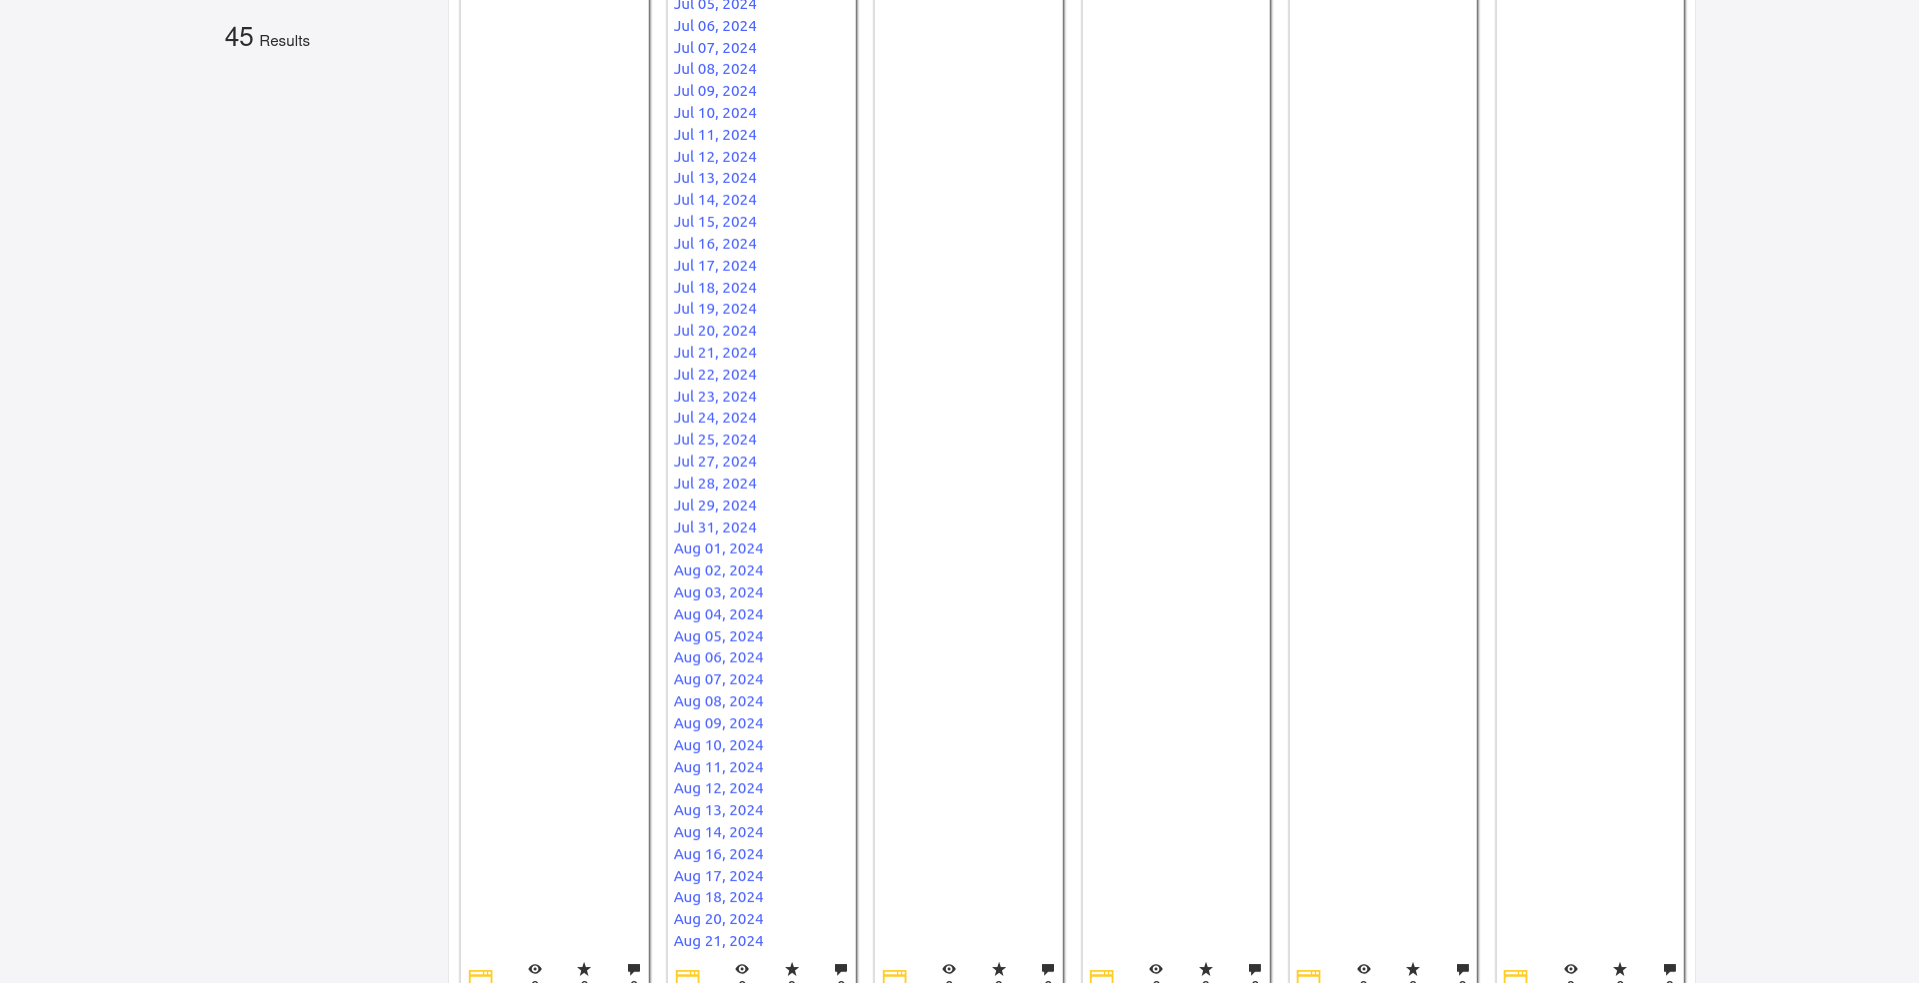 45 Results
Jul 05, 2024
Jul 06, 2024
Jul 07, 2024
Jul 08, 2024
Jul 09, 2024
Jul 10, 2024
Jul 11, 2024
Jul 12, 2024
Jul 13, 2024
Jul 14, 2024
Jul 15, 2024
Jul 16, 2024
Jul 17, 2024
Jul 18, 2024
Jul 19, 2024
Jul 20, 2024
Jul 21, 2024
Jul 22, 2024
Jul 23, 2024
Jul 24, 2024
Jul 25, 2024
Jul 27, 2024
Jul 28, 2024
Jul 29, 2024
Jul 31, 2024
Aug 01, 2024
Aug 02, 2024
Aug 03, 2024
Aug 04, 2024
Aug 05, 2024
Aug 06, 2024
Aug 07, 2024
Aug 08, 2024
Aug 09, 2024
Aug 10, 2024
Aug 11, 2024
Aug 12, 2024
Aug 13, 2024
Aug 14, 2024
Aug 16, 2024
Aug 17, 2024
Aug 18, 2024
Aug 20, 2024
Aug 21, 2024